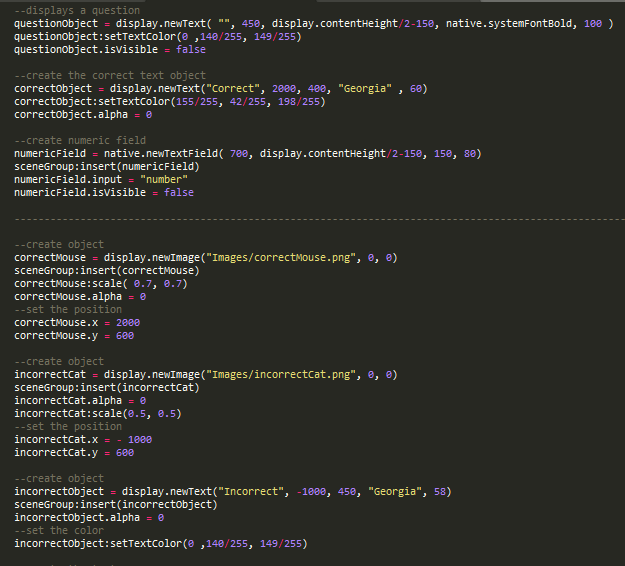 --displays a question
questionObject = display.newText( "", 450, display.contentHeight/2-150, native.systemFontBold, 100 )
questionObject:setTextColor(0 ,140/255, 149/255)
questionObject.isVisible = false
--create the correct text object
correctObject = display.newText("Correct", 2000, 400, "Georgia" , 60)
correctObject:setTextColor(155/255, 42/255, 198/255)
correctObject.alpha = 0
--create numeric field
numericField = native.newTextField( 700, display.contentHeight/2-150, 150, 80)
sceneGroup:insert(numericField)
numericField.input = "number"
numericField.isVisible = false
------------------------------------------------------------------------------------------------------
--create object
correctMouse = display.newImage("Images/correctMouse.png", 0, 0)
sceneGroup:insert(correctMouse)
correctMouse:scale( 0.7, 0.7)
correctMouse.alpha = 0
--set the position
correctMouse.x = 2000
correctMouse.y = 600
--create object
incorrectCat = display.newImage("Images/incorrectCat.png", 0, 0)
sceneGroup:insert(incorrectCat)
incorrectCat.alpha = 0
incorrectCat:scale(0.5, 0.5)
--set the position
incorrectCat.x = - 1000
incorrectCat.y = 600
--create object
incorrectObject = display.newText("Incorrect", -1000, 450, "Georgia", 58)
sceneGroup:insert(incorrectObject)
incorrectObject.alpha = 0
--set the color
incorrectObject:setTextColor(0 ,140/255, 149/255)